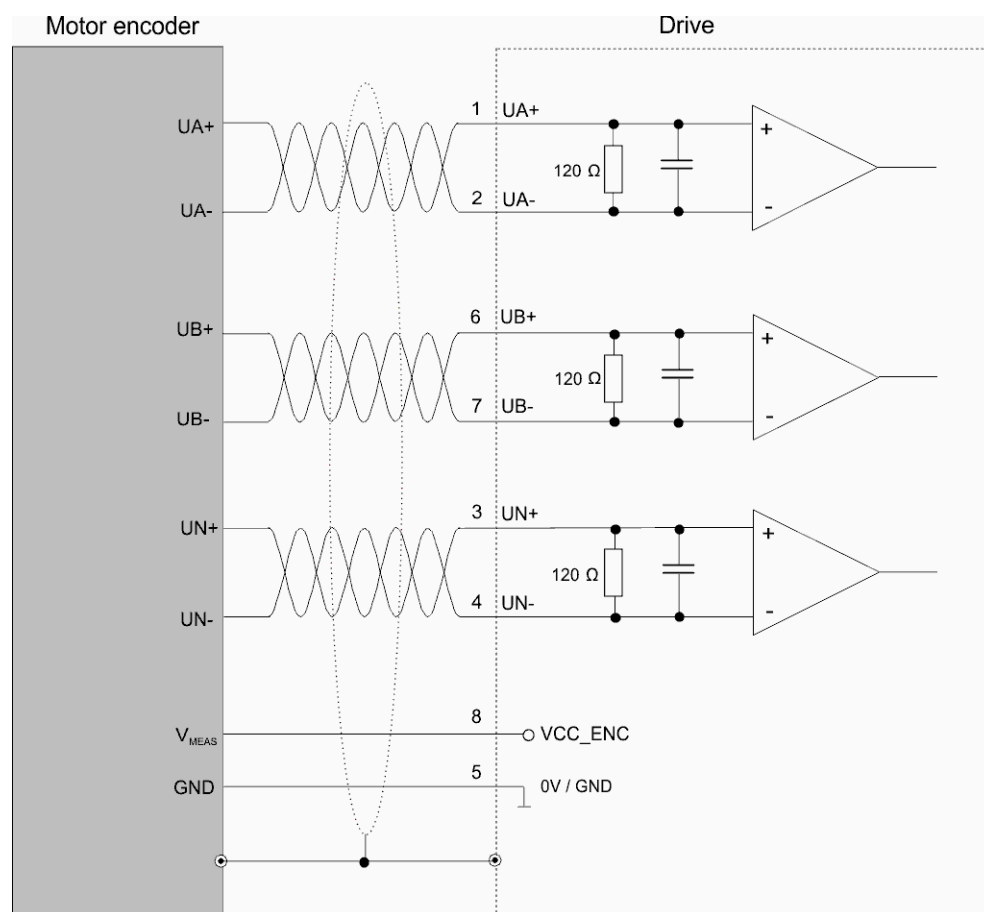 Motor encoder Drive
UA+ 1 UA+
120 Ω + -
UA- 2 UA-
UB+ 6 UB+
120 Ω + -
UB- 7 UB-
UN+ 3 UN+
120 Ω + -
UN- 4 UN-
VMEAS 8 VCC_ENC
GND 5 0V / GND